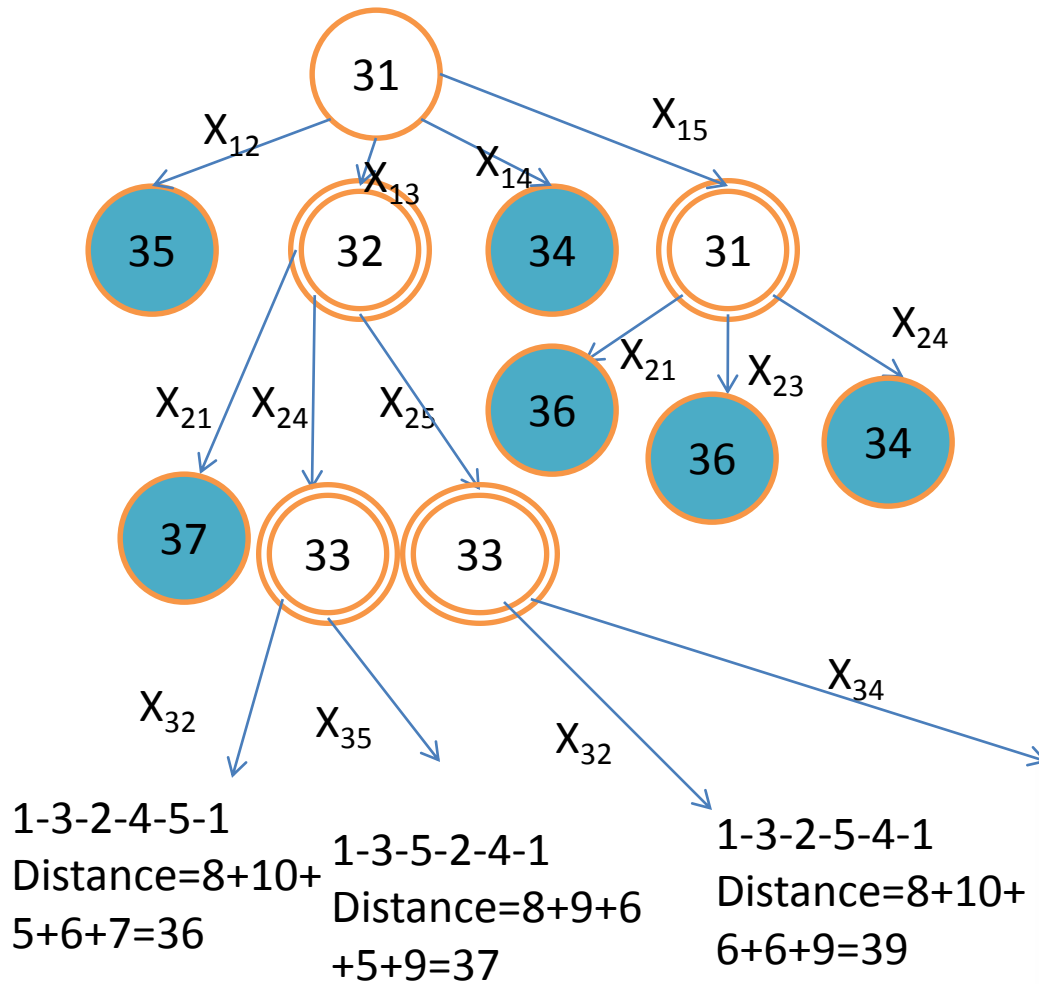 31
X12
X13
X14
X15
35
32
34
31
X21
X24
X25
X21
X23
X24
36
36
34
37
33
33
X32
X35
X32
X34
1-3-2-4-5-1
Distance=8+10+
5+6+7=36
1-3-5-2-4-1
Distance=8+9+6
+5+9=37
1-3-2-5-4-1
Distance=8+10+
6+6+9=39